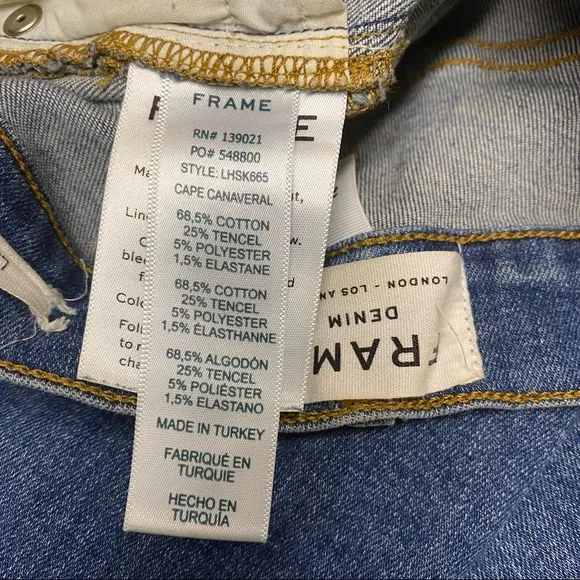 FRAME
RN# 139021
PO# 548800
STYLE: LHSK665
CAPE CANAVERAL
68,5% COTTON
25% TENCEL
5% POLYESTER
1,5% ELASTANE
68,5% COTTON
25% TENCEL
5% POLYESTER
1,5% ÉLASTHANNE
68,5% ALGODÓN
25% TENCEL
5% POLIÉSTER
1,5% ELASTANO
MADE IN TURKEY
FABRIQUÉ EN
TURQUIE
HECHO EN
TURQUÍA
FRAM
DENIM
LONDON - LOS AN